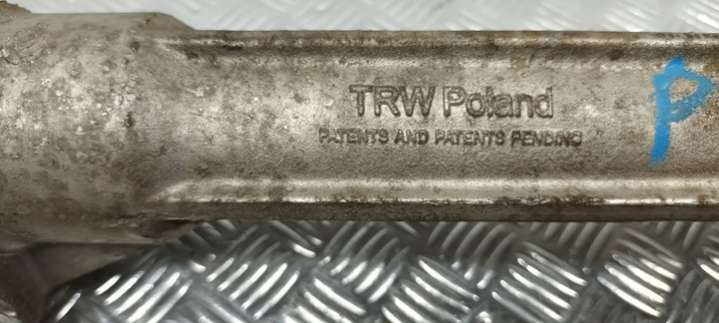 TRW Poland
PATENTS AND PATENTS PENDING
P